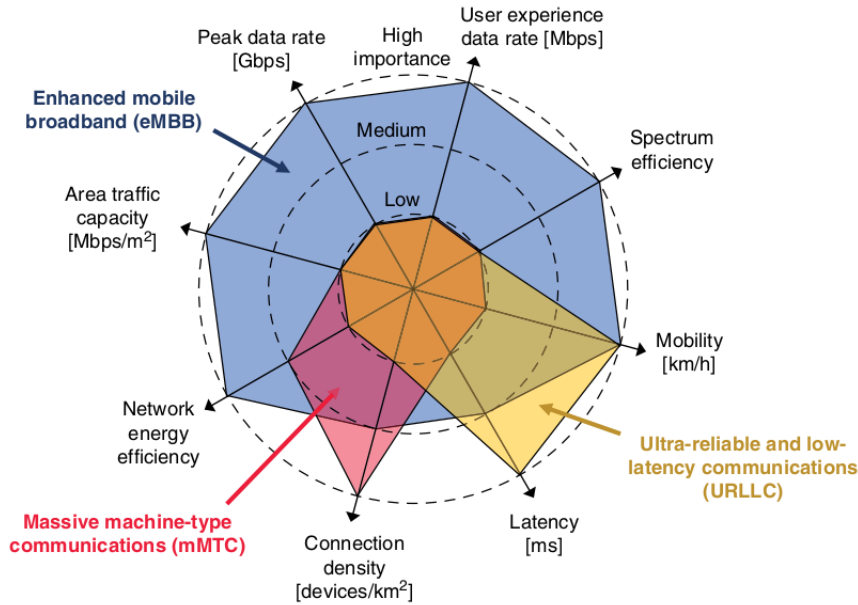 User experience
data rate [Mbps]
High
importance
Peak data rate
[Gbps]
Enhanced mobile
broadband (eMBB)
Medium
Spectrum
efficiency
Area traffic
capacity
[Mbps/m²]
Low
Mobility
[km/h]
Network
energy
efficiency
Ultra-reliable and low-
latency communications
(URLLC)
Massive machine-type
communications (mMTC)
Latency
[ms]
Connection
density
[devices/km²]